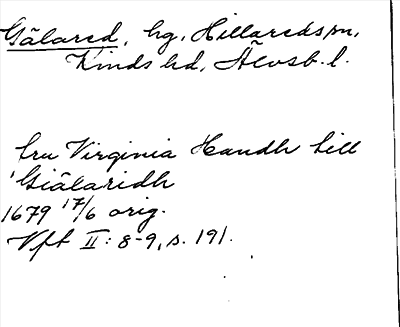 Gälared, hg, Hillareds sn,
Kinds hd, Älvsb. l.
fru Virginia Handh till
'Giälaridh
1679 17/6 orig.
Vft II: 8-9, s. 191.